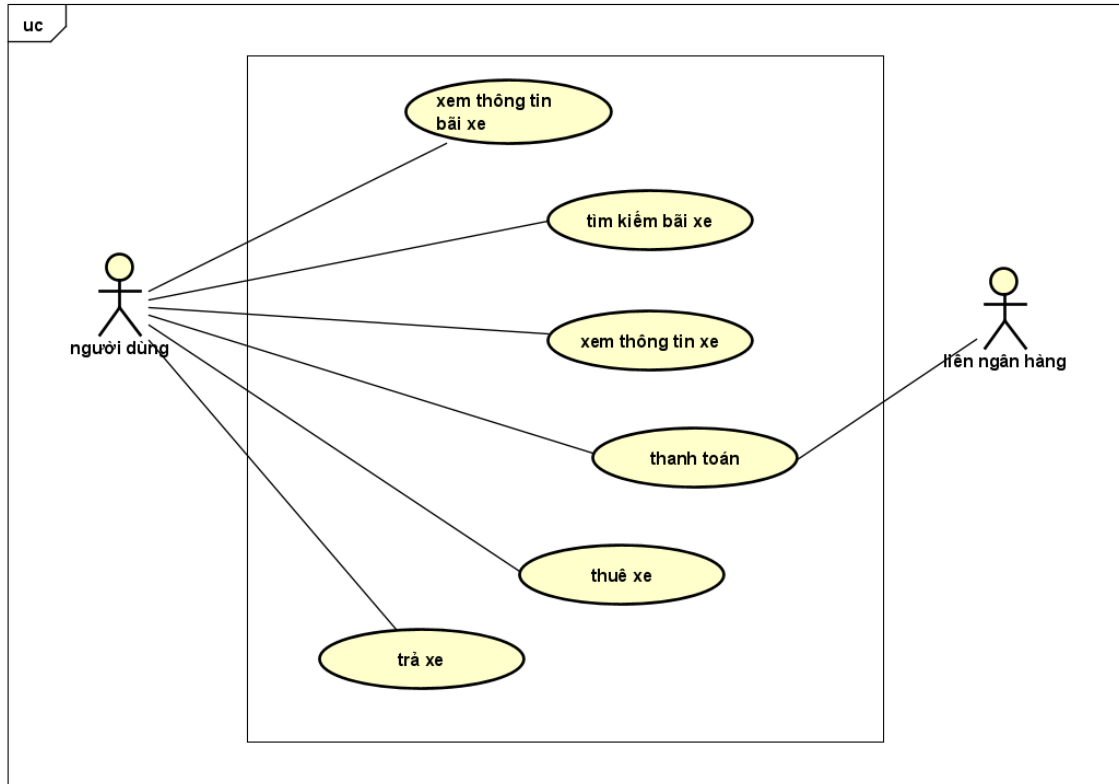 uc
xem thông tin
bãi xe
tìm kiếm bãi xe
người dùng
xem thông tin xe
liên ngân hàng
thanh toán
thuê xe
trả xe